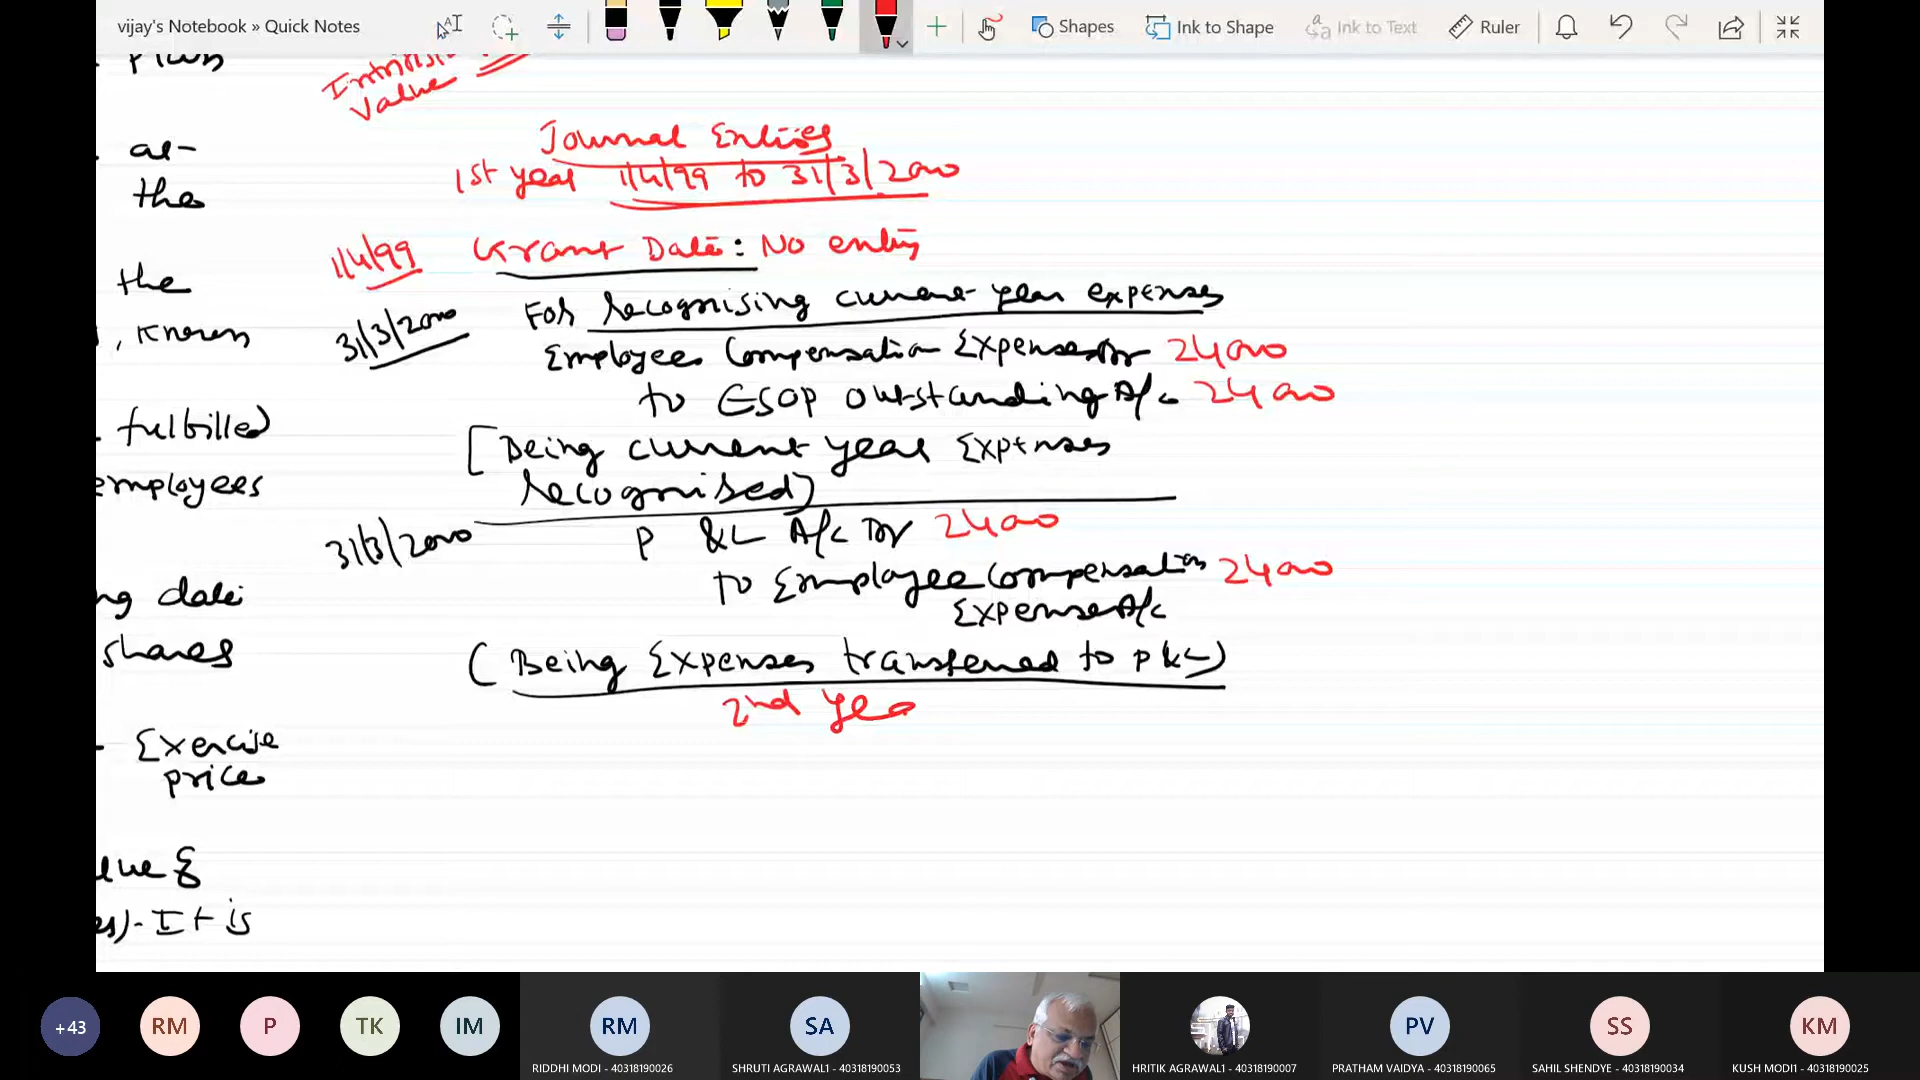 vijay's Notebook » Quick Notes
Shapes
Ink to Shape
Ink to Text
Ruler
Plan
Intrinsic
Value
Journal Entries
at
1st year 1/4/99 to 31/3/2000
the
1/4/99 Grant Date: No entry
the
For recognising current year expenses
, Known
31/3/2000
Employee Compensation Expense Dr 24000
to ESOP outstanding A/c 24000
fulfilled
[Being current year Expenses
employees
recognised)
31/3/2000 P &L A/c Dr 24000
to Employee Compensation 24000
Expense A/c
ng date
shares
(Being Expenses transferred to P&L)
2nd Yea
- Exercise
price
lue &
es)- It is
+43
RM
P
TK
IM
RM
RIDDHI MODI - 40318190026
SA
SHRUTI AGRAWAL1 - 40318190053
HRITIK AGRAWAL1 - 40318190007
PV
PRATHAM VAIDYA - 40318190065
SS
SAHIL SHENDYE - 40318190034
KM
KUSH MODI1 - 40318190025